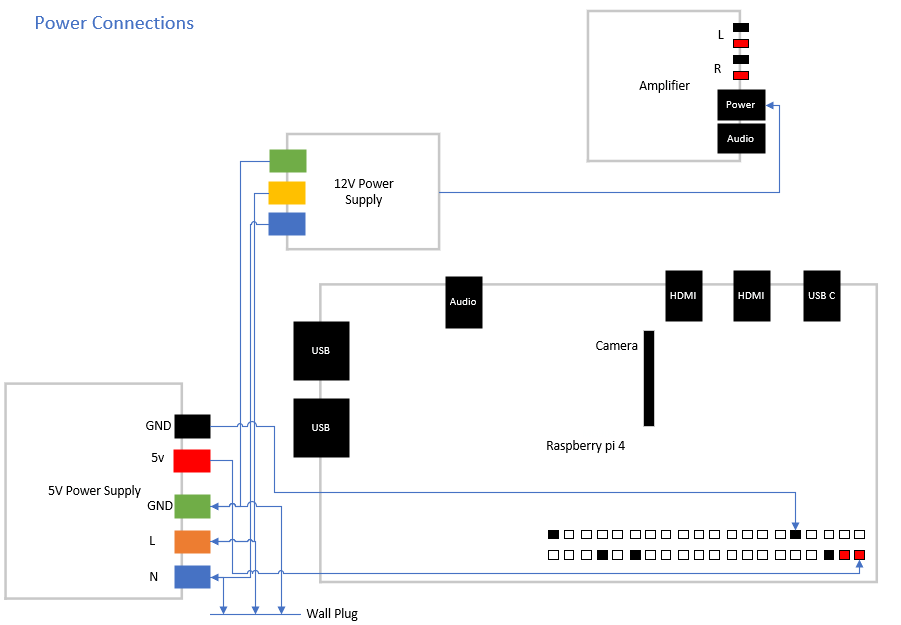 Power Connections
L
R
Amplifier
Power
Audio
12V Power
Supply
Audio
HDMI
HDMI
USB C
USB
Camera
USB
Raspberry pi 4
GND
5v
5V Power Supply
GND
L
N
Wall Plug